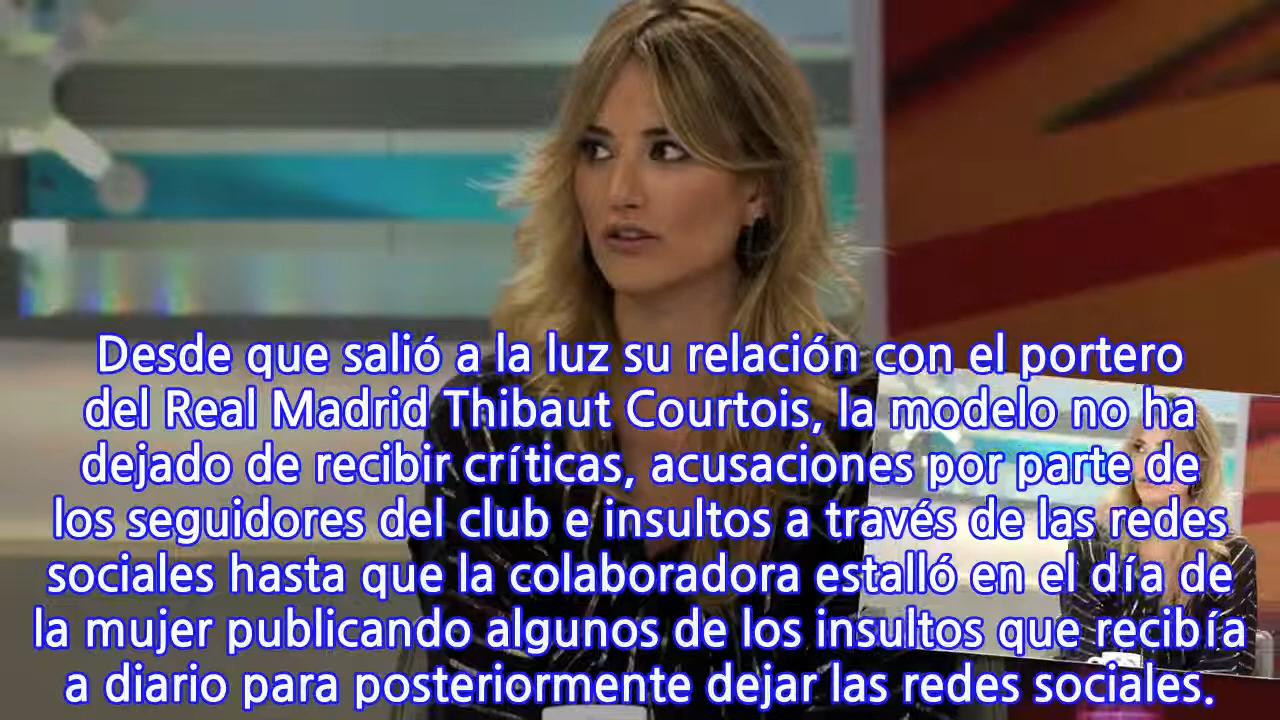 Desde que salió a la luz su relación con el portero
del Real Madrid Thibaut Courtois, la modelo no ha
dejado de recibir críticas, acusaciones por parte de
los seguidores del club e insultos a través de las redes
sociales hasta que la colaboradora estalló en el día de
la mujer publicando algunos de los insultos que recibía
a diario para posteriormente dejar las redes sociales.